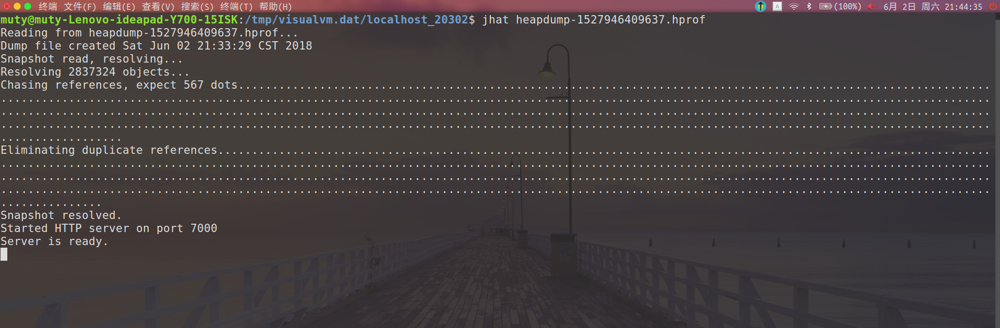 终端 文件(F) 编辑(E) 查看(V) 搜索(S) 终端(T) 帮助(H) A (100%) 6月 2日 周六 21:44:35
muty@muty-Lenovo-ideapad-Y700-15ISK:/tmp/visualvm.dat/localhost_20302$ jhat heapdump-1527946409637.hprof
Reading from heapdump-1527946409637.hprof...
Dump file created Sat Jun 02 21:33:29 CST 2018
Snapshot read, resolving...
Resolving 2837324 objects...
Chasing references, expect 567 dots...............................................................................................................
..................................................................................................................................................
..................................................................................................................................................
..................................................................................................................................................
..................
Eliminating duplicate references..................................................................................................................
..................................................................................................................................................
..................................................................................................................................................
..................................................................................................................................................
...............
Snapshot resolved.
Started HTTP server on port 7000
Server is ready.